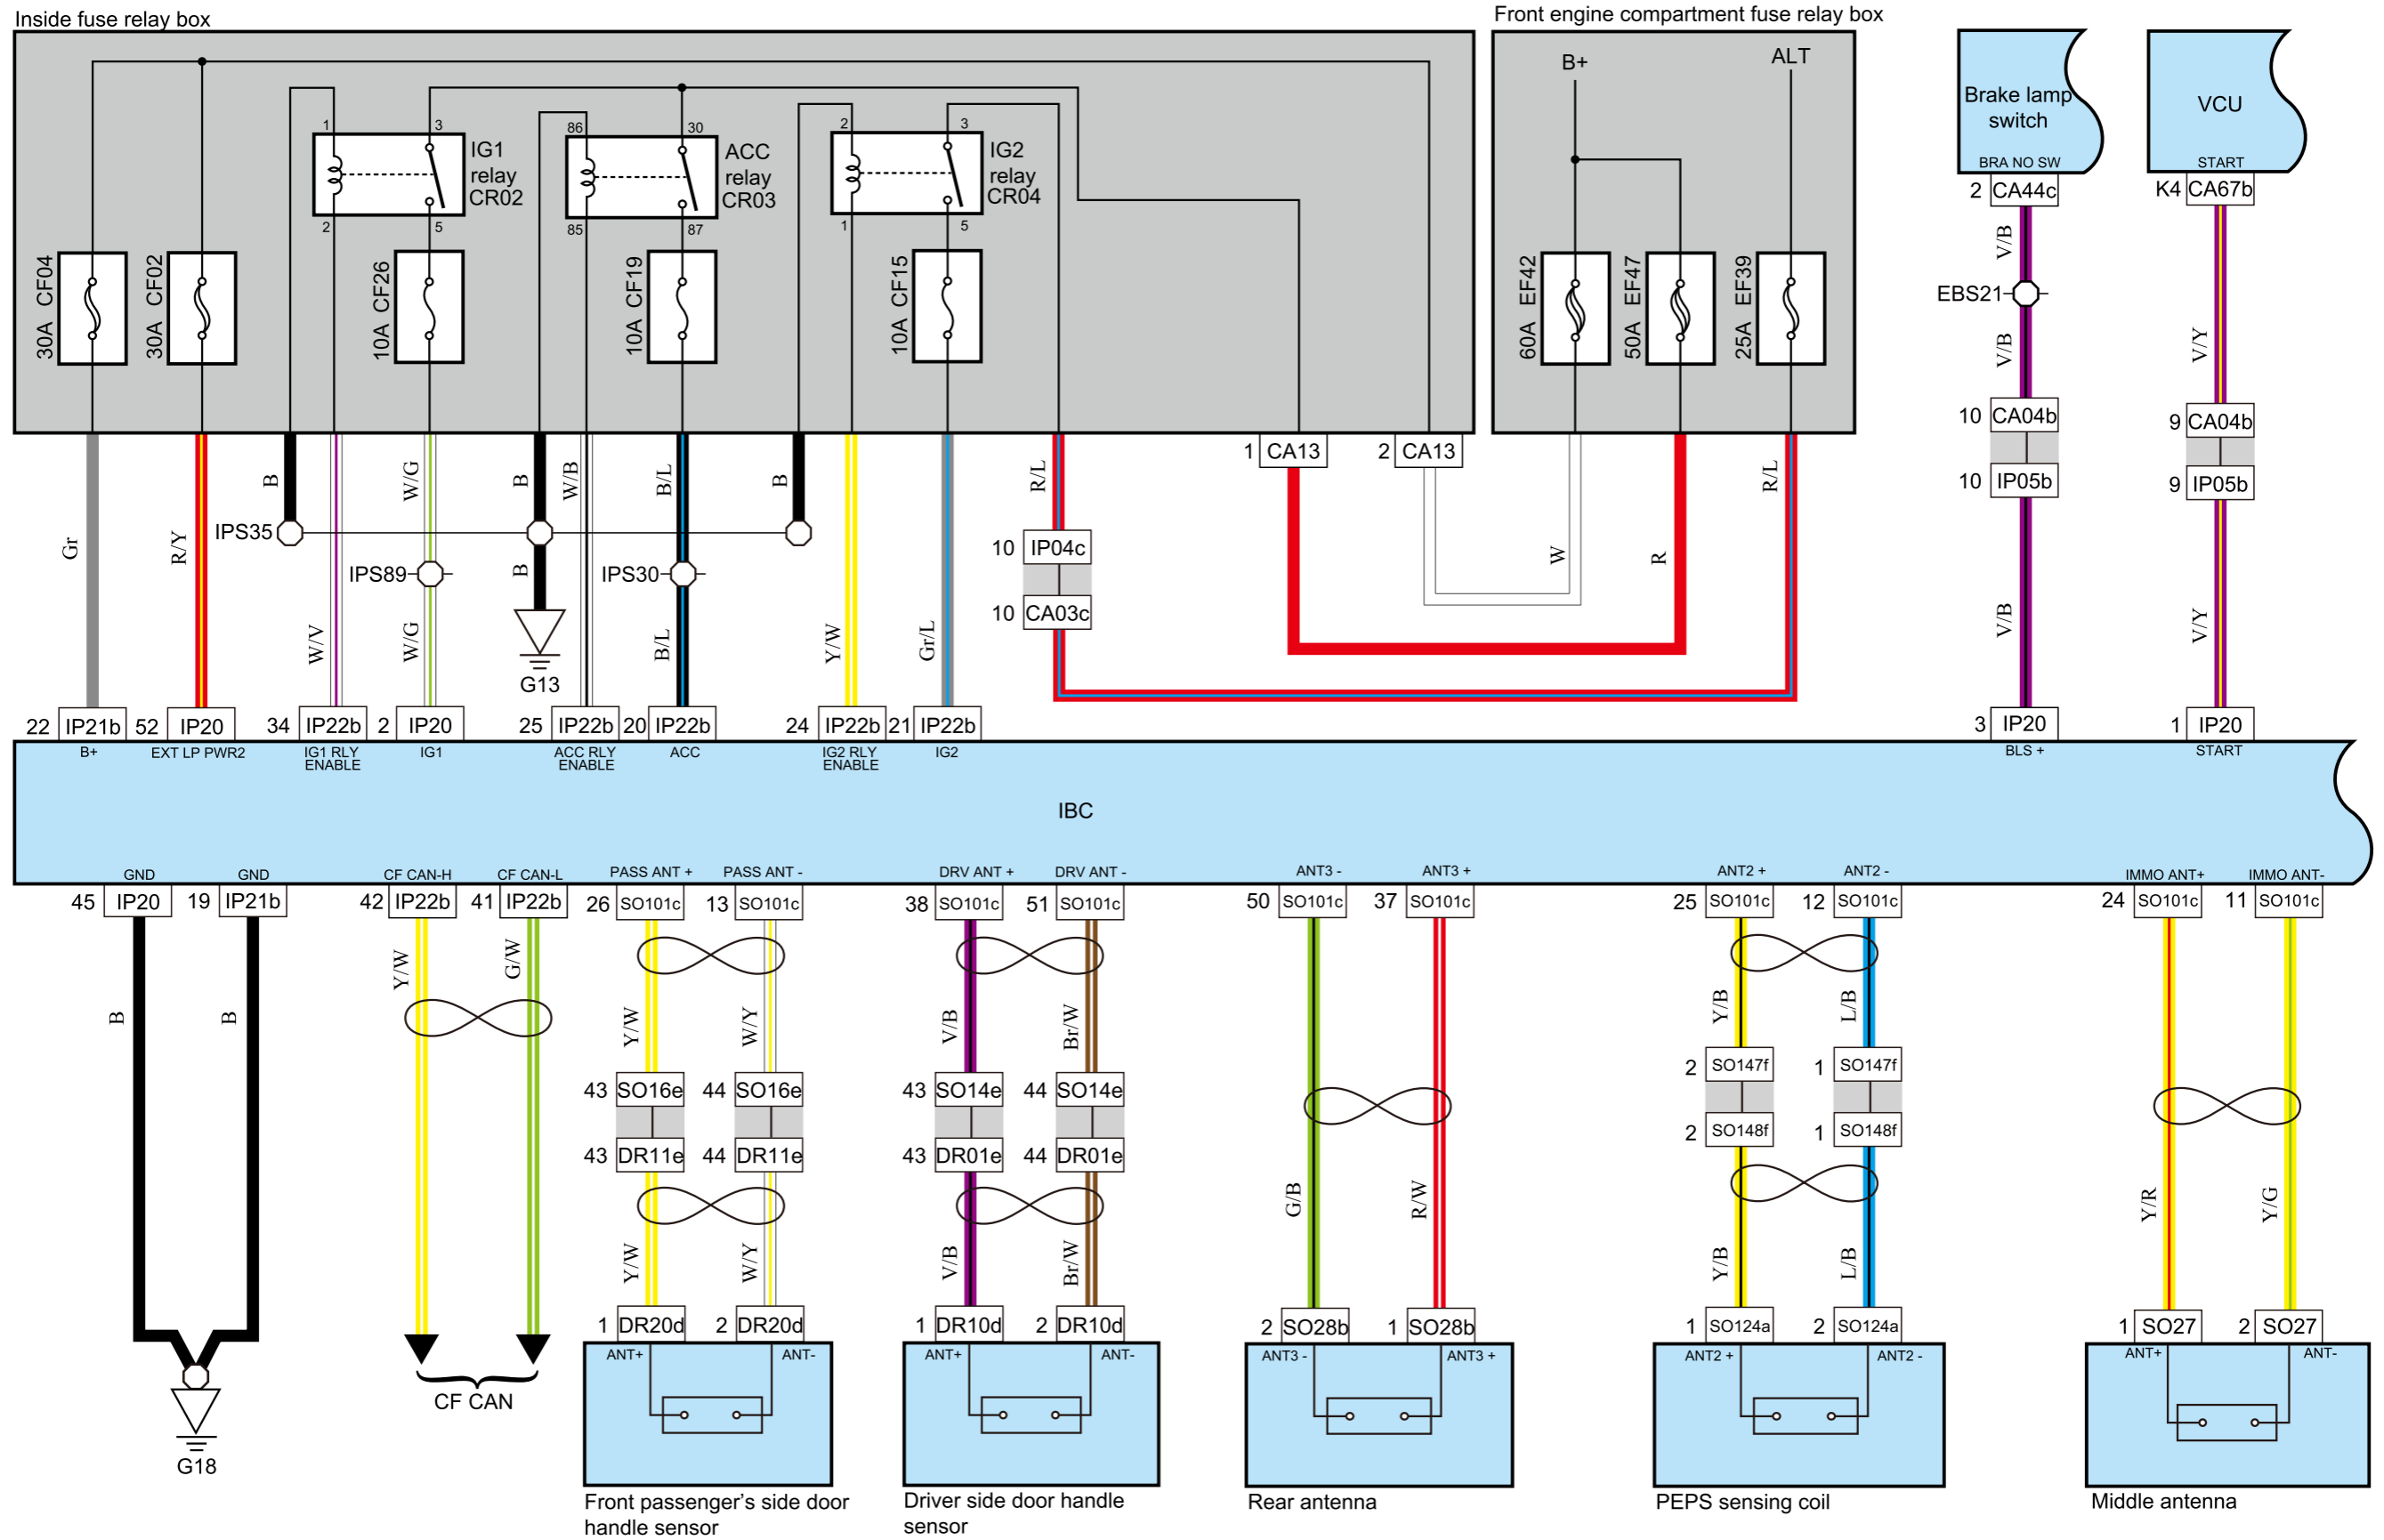 Inside fuse relay box
Front engine compartment fuse relay box
B+
ALT
Brake lamp
switch
BRA NO SW
VCU
START
1
3
2
5
IG1
relay
CR02
86
30
85
87
ACC
relay
CR03
2
3
1
5
IG2
relay
CR04
30A CF04
30A CF02
10A CF26
10A CF19
10A CF15
60A EF42
50A EF47
25A EF39
2 CA44c
K4 CA67b
V/B
EBS21
V/B
V/Y
10 CA04b
9 CA04b
10 IP05b
9 IP05b
1 CA13
2 CA13
B
W/G
B
W/B
B/L
B
R/L
R/L
Gr
R/Y
IPS35
IPS89
B
IPS30
10 IP04c
10 CA03c
W
R
W/V
W/G
G13
B/L
Y/W
Gr/L
V/B
V/Y
22 IP21b
52 IP20
34 IP22b
2 IP20
25 IP22b
20 IP22b
24 IP22b
21 IP22b
3 IP20
1 IP20
B+
EXT LP PWR2
IG1 RLY
ENABLE
IG1
ACC RLY
ENABLE
ACC
IG2 RLY
ENABLE
IG2
BLS +
START
IBC
GND
GND
CF CAN-H
CF CAN-L
PASS ANT +
PASS ANT -
DRV ANT +
DRV ANT -
ANT3 -
ANT3 +
ANT2 +
ANT2 -
IMMO ANT+
IMMO ANT-
45 IP20
19 IP21b
42 IP22b
41 IP22b
26 SO101c
13 SO101c
38 SO101c
51 SO101c
50 SO101c
37 SO101c
25 SO101c
12 SO101c
24 SO101c
11 SO101c
B
B
Y/W
G/W
Y/W
W/Y
V/B
Br/W
Y/B
L/B
43 SO16e
44 SO16e
43 SO14e
44 SO14e
2 SO147f
1 SO147f
43 DR11e
44 DR11e
43 DR01e
44 DR01e
2 SO148f
1 SO148f
G/B
R/W
Y/R
Y/G
Y/W
W/Y
V/B
Br/W
Y/B
L/B
1 DR20d
2 DR20d
1 DR10d
2 DR10d
2 SO28b
1 SO28b
1 SO124a
2 SO124a
1 SO27
2 SO27
ANT+
ANT-
ANT+
ANT-
ANT3 -
ANT3 +
ANT2 +
ANT2 -
ANT+
ANT-
CF CAN
G18
Front passenger's side door
handle sensor
Driver side door handle
sensor
Rear antenna
PEPS sensing coil
Middle antenna